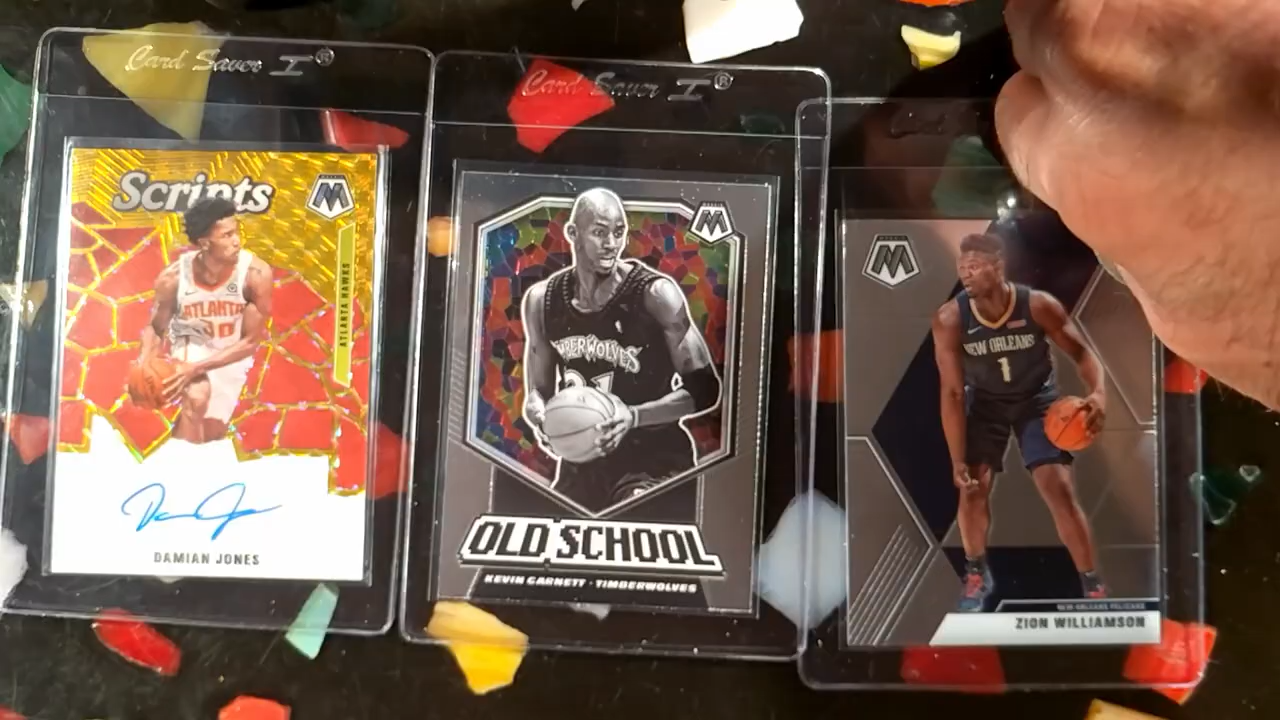 Card Saver I®
Scripts
M
ATLANTA HAWKS
ATLANTA
DAMIAN JONES
Card Saver I®
MOSAIC
M
OLD SCHOOL
KEVIN GARNETT · TIMBERWOLVES
M
NEW ORLEANS
1
NEW ORLEANS PELICANS
ZION WILLIAMSON